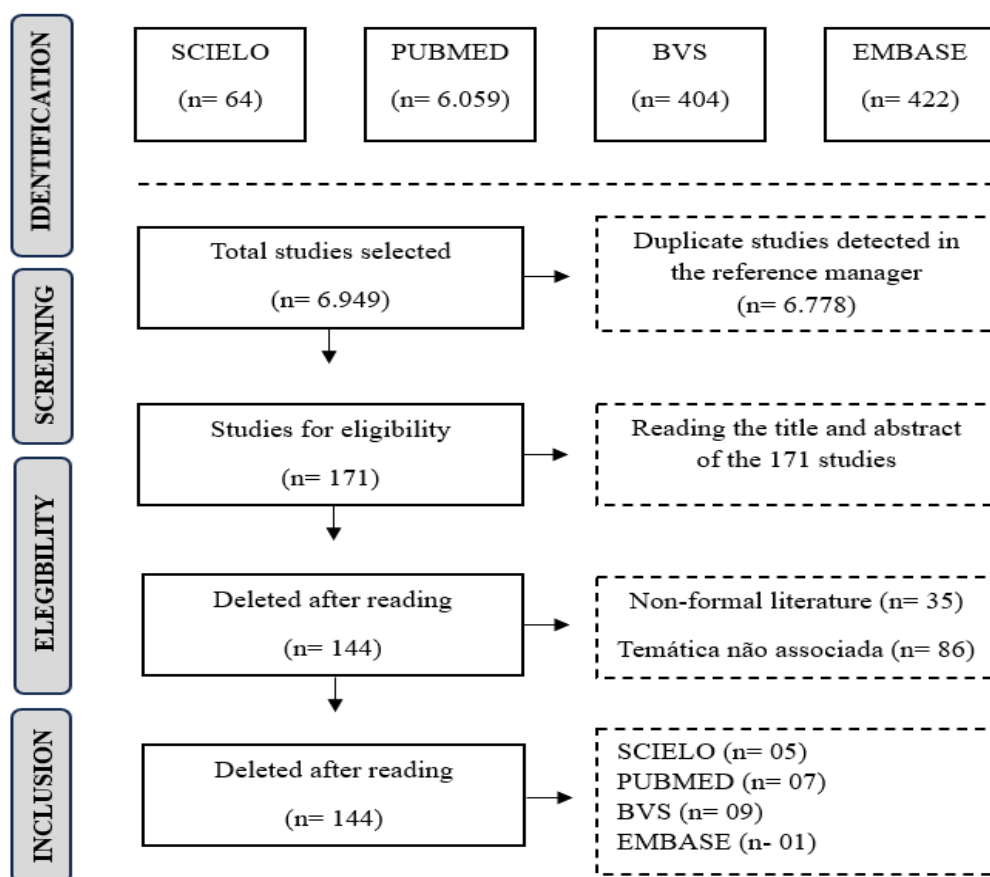 IDENTIFICATION
SCIELO
(n= 64)
PUBMED
(n= 6.059)
BVS
(n= 404)
EMBASE
(n= 422)
Total studies selected
(n= 6.949)
Duplicate studies detected in
the reference manager
(n= 6.778)
SCREENING
Studies for eligibility
(n= 171)
Reading the title and abstract
of the 171 studies
ELEGIBILITY
Deleted after reading
(n= 144)
Non-formal literature (n= 35)
Temática não associada (n= 86)
INCLUSION
Deleted after reading
(n= 144)
SCIELO (n= 05)
PUBMED (n= 07)
BVS (n= 09)
EMBASE (n- 01)